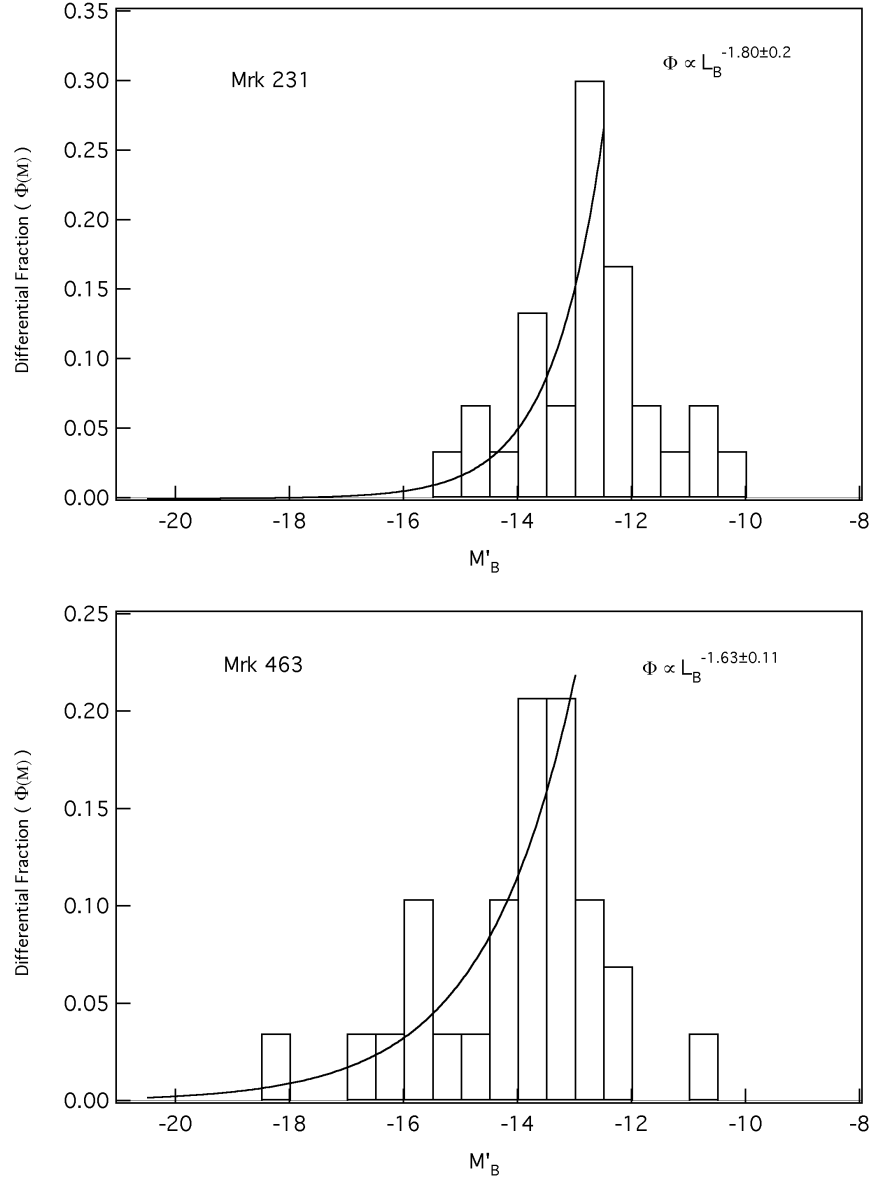 0.35
0.30
0.25
0.20
0.15
0.10
0.05
0.00
Differential Fraction ( Φ(M) )
Mrk 231
Φ ∝ L_B^-1.80±0.2
-20 -18 -16 -14 -12 -10 -8
M'_B
0.25
0.20
0.15
0.10
0.05
0.00
Differential Fraction ( Φ(M) )
Mrk 463
Φ ∝ L_B^-1.63±0.11
-20 -18 -16 -14 -12 -10 -8
M'_B